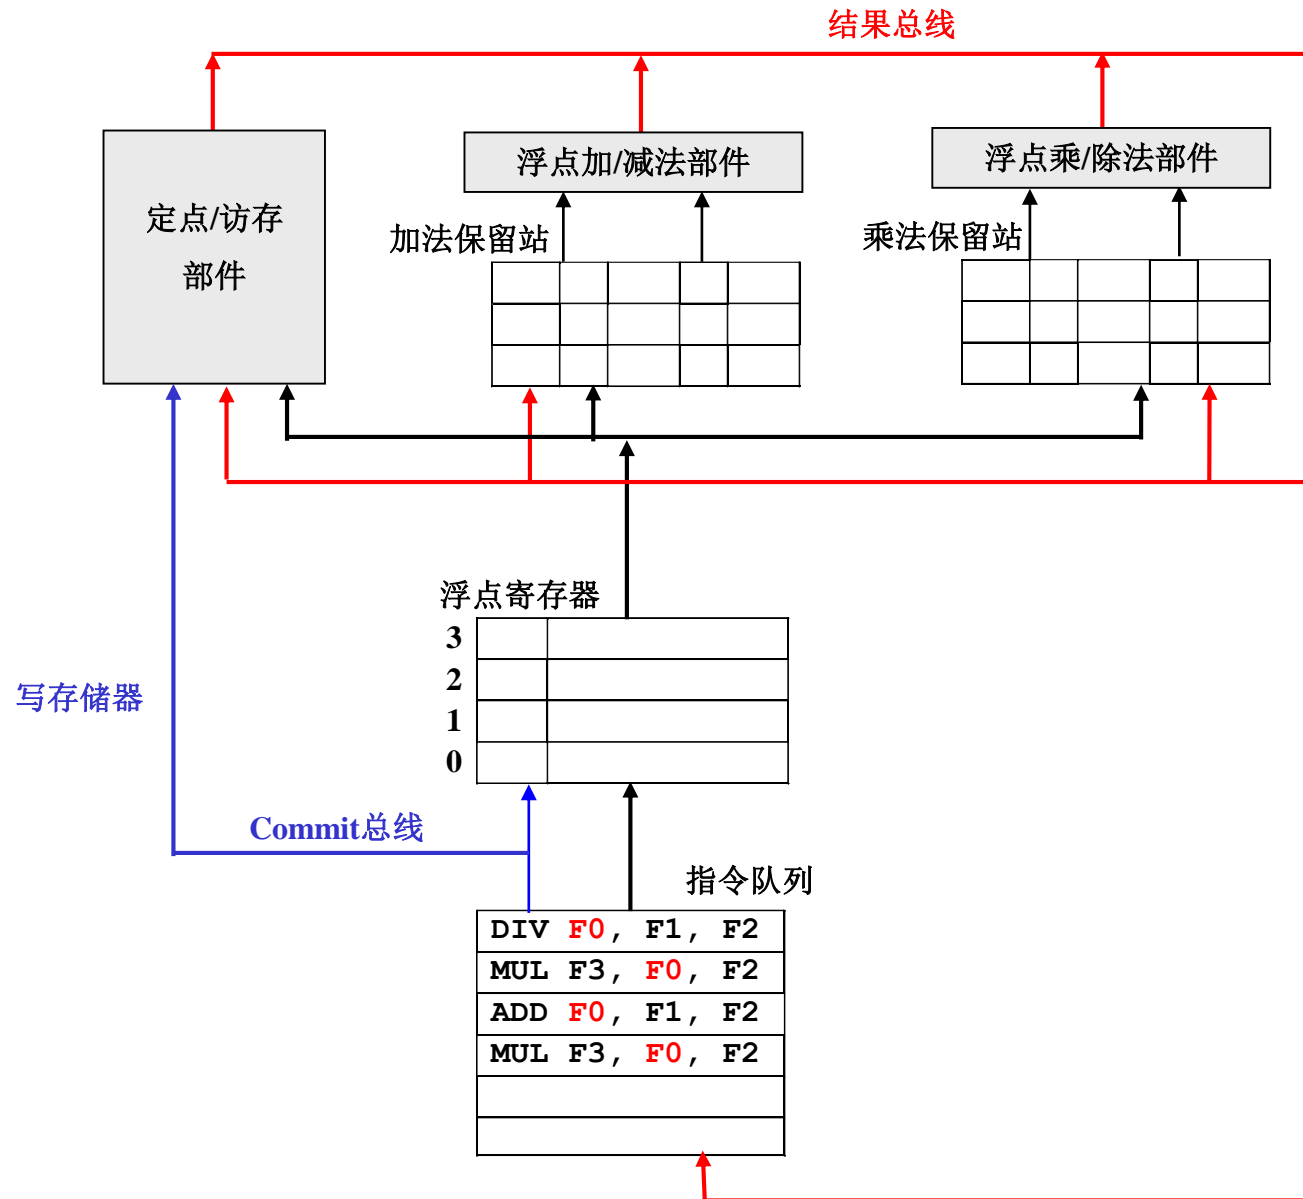 结果总线
定点/访存
部件
浮点加/减法部件
浮点乘/除法部件
加法保留站
乘法保留站
浮点寄存器
3
2
1
0
写存储器
Commit总线
指令队列
DIV F0, F1, F2
MUL F3, F0, F2
ADD F0, F1, F2
MUL F3, F0, F2